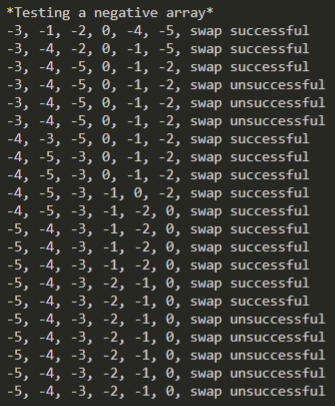 *Testing a negative array*
-3, -1, -2, 0, -4, -5, swap successful
-3, -4, -2, 0, -1, -5, swap successful
-3, -4, -5, 0, -1, -2, swap successful
-3, -4, -5, 0, -1, -2, swap unsuccessful
-3, -4, -5, 0, -1, -2, swap unsuccessful
-3, -4, -5, 0, -1, -2, swap unsuccessful
-4, -3, -5, 0, -1, -2, swap successful
-4, -5, -3, 0, -1, -2, swap successful
-4, -5, -3, 0, -1, -2, swap successful
-4, -5, -3, -1, 0, -2, swap successful
-4, -5, -3, -1, -2, 0, swap successful
-5, -4, -3, -1, -2, 0, swap successful
-5, -4, -3, -1, -2, 0, swap successful
-5, -4, -3, -1, -2, 0, swap successful
-5, -4, -3, -2, -1, 0, swap successful
-5, -4, -3, -2, -1, 0, swap successful
-5, -4, -3, -2, -1, 0, swap unsuccessful
-5, -4, -3, -2, -1, 0, swap unsuccessful
-5, -4, -3, -2, -1, 0, swap unsuccessful
-5, -4, -3, -2, -1, 0, swap unsuccessful
-5, -4, -3, -2, -1, 0, swap unsuccessful